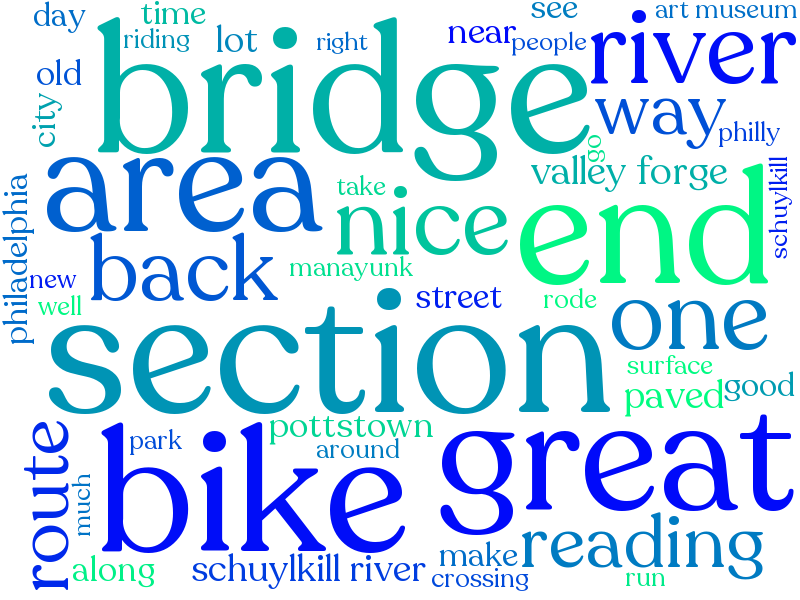 day
time
see
art museum
riding
lot
right
near
people
river
bridge
old
city
way
philly
go
area
take
nice
valley forge
schuylkill
end
philadelphia
back
manayunk
new
well
street
rode
one
section
surface
paved
good
route
park
pottstown
around
bike
great
much
reading
along
schuylkill river
make
crossing
run